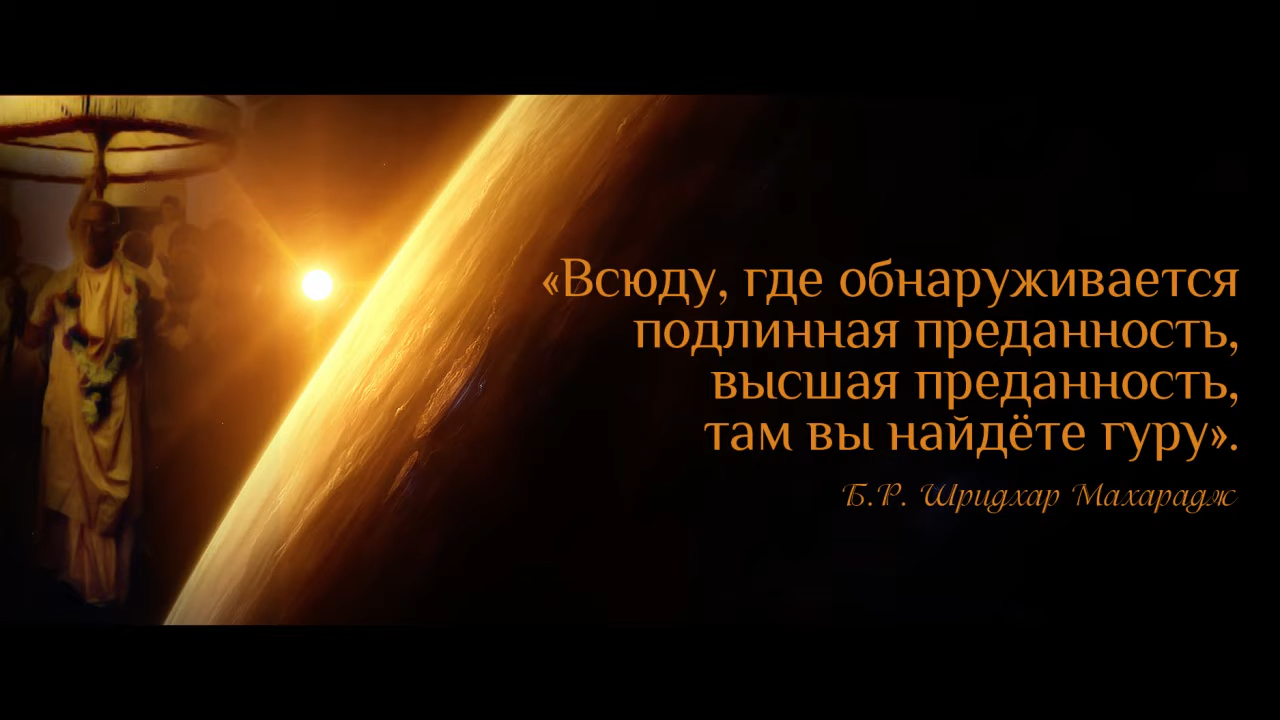 «Всюду, где обнаруживается
подлинная преданность,
высшая преданность,
там вы найдёте гуру».
Б.Р. Шридхар Махарадж